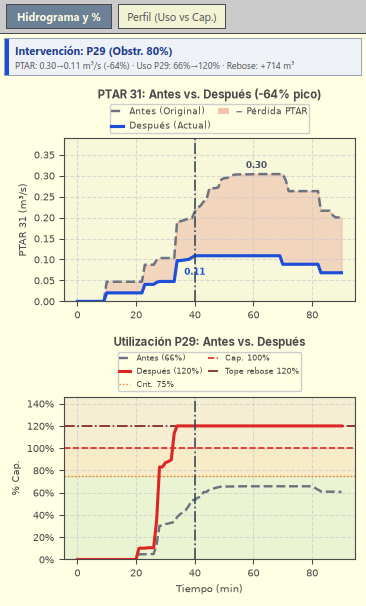 Hidrograma y %
Perfil (Uso vs Cap.)
Intervención: P29 (Obstr. 80%)
PTAR: 0.30→0.11 m³/s (-64%) · Uso P29: 66%→120% · Rebose: +714 m³
PTAR 31: Antes vs. Después (-64% pico)
Antes (Original)
− Pérdida PTAR
Después (Actual)
PTAR 31 (m³/s)
0.35
0.30
0.25
0.20
0.15
0.10
0.05
0.00
0.30
0.11
0 20 40 60 80
Utilización P29: Antes vs. Después
Antes (66%)
Cap. 100%
Después (120%)
Tope rebose 120%
Crit. 75%
% Cap.
140%
120%
100%
80%
60%
40%
20%
0%
0 20 40 60 80
Tiempo (min)